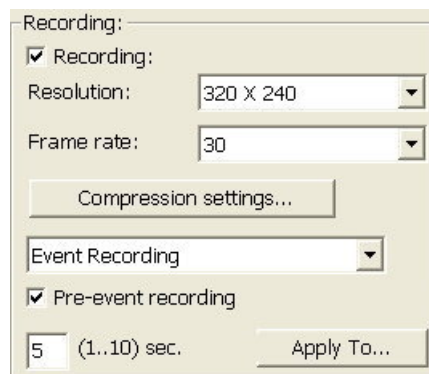 Recording:
Recording:
Resolution: 320 X 240
Frame rate: 30
Compression settings...
Event Recording
Pre-event recording
5 (1..10) sec. Apply To...